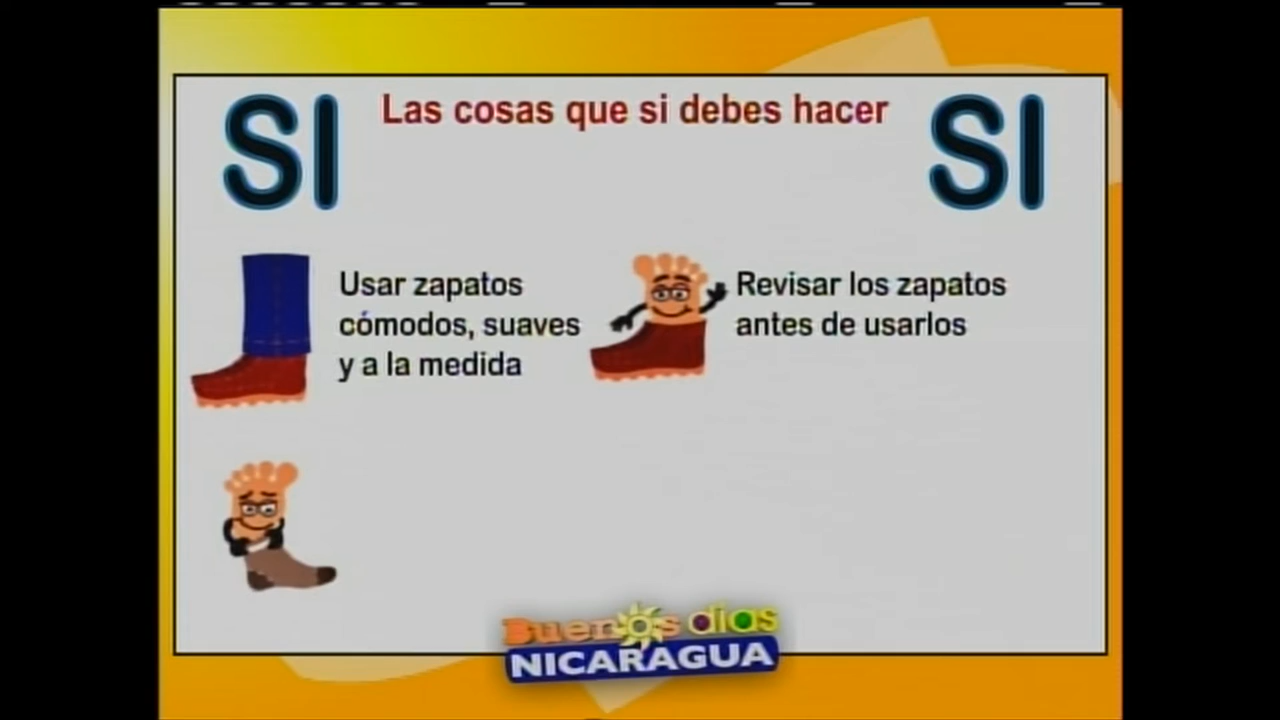 SI
Las cosas que si debes hacer
SI
Usar zapatos
cómodos, suaves
y a la medida
Revisar los zapatos
antes de usarlos
Buenos días
NICARAGUA